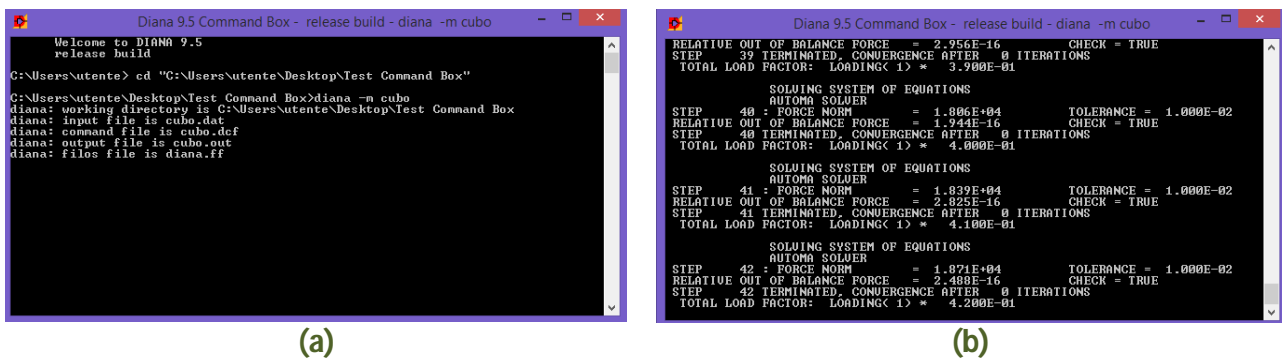 Diana 9.5 Command Box - release build - diana -m cubo
Welcome to DIANA 9.5
release build
C:\Users\utente> cd "C:\Users\utente\Desktop\Test Command Box"
C:\Users\utente\Desktop\Test Command Box>diana -m cubo
diana: working directory is C:\Users\utente\Desktop\Test Command Box
diana: input file is cubo.dat
diana: command file is cubo.dcf
diana: output file is cubo.out
diana: filos file is diana.ff
(a)
Diana 9.5 Command Box - release build - diana -m cubo
RELATIVE OUT OF BALANCE FORCE = 2.956E-16 CHECK = TRUE
STEP 39 TERMINATED, CONVERGENCE AFTER 0 ITERATIONS
TOTAL LOAD FACTOR: LOADING( 1) * 3.900E-01
SOLVING SYSTEM OF EQUATIONS
AUTOMA SOLVER
STEP 40 : FORCE NORM = 1.806E+04 TOLERANCE = 1.000E-02
RELATIVE OUT OF BALANCE FORCE = 1.944E-16 CHECK = TRUE
STEP 40 TERMINATED, CONVERGENCE AFTER 0 ITERATIONS
TOTAL LOAD FACTOR: LOADING( 1) * 4.000E-01
SOLVING SYSTEM OF EQUATIONS
AUTOMA SOLVER
STEP 41 : FORCE NORM = 1.839E+04 TOLERANCE = 1.000E-02
RELATIVE OUT OF BALANCE FORCE = 2.825E-16 CHECK = TRUE
STEP 41 TERMINATED, CONVERGENCE AFTER 0 ITERATIONS
TOTAL LOAD FACTOR: LOADING( 1) * 4.100E-01
SOLVING SYSTEM OF EQUATIONS
AUTOMA SOLVER
STEP 42 : FORCE NORM = 1.871E+04 TOLERANCE = 1.000E-02
RELATIVE OUT OF BALANCE FORCE = 2.488E-16 CHECK = TRUE
STEP 42 TERMINATED, CONVERGENCE AFTER 0 ITERATIONS
TOTAL LOAD FACTOR: LOADING( 1) * 4.200E-01
(b)